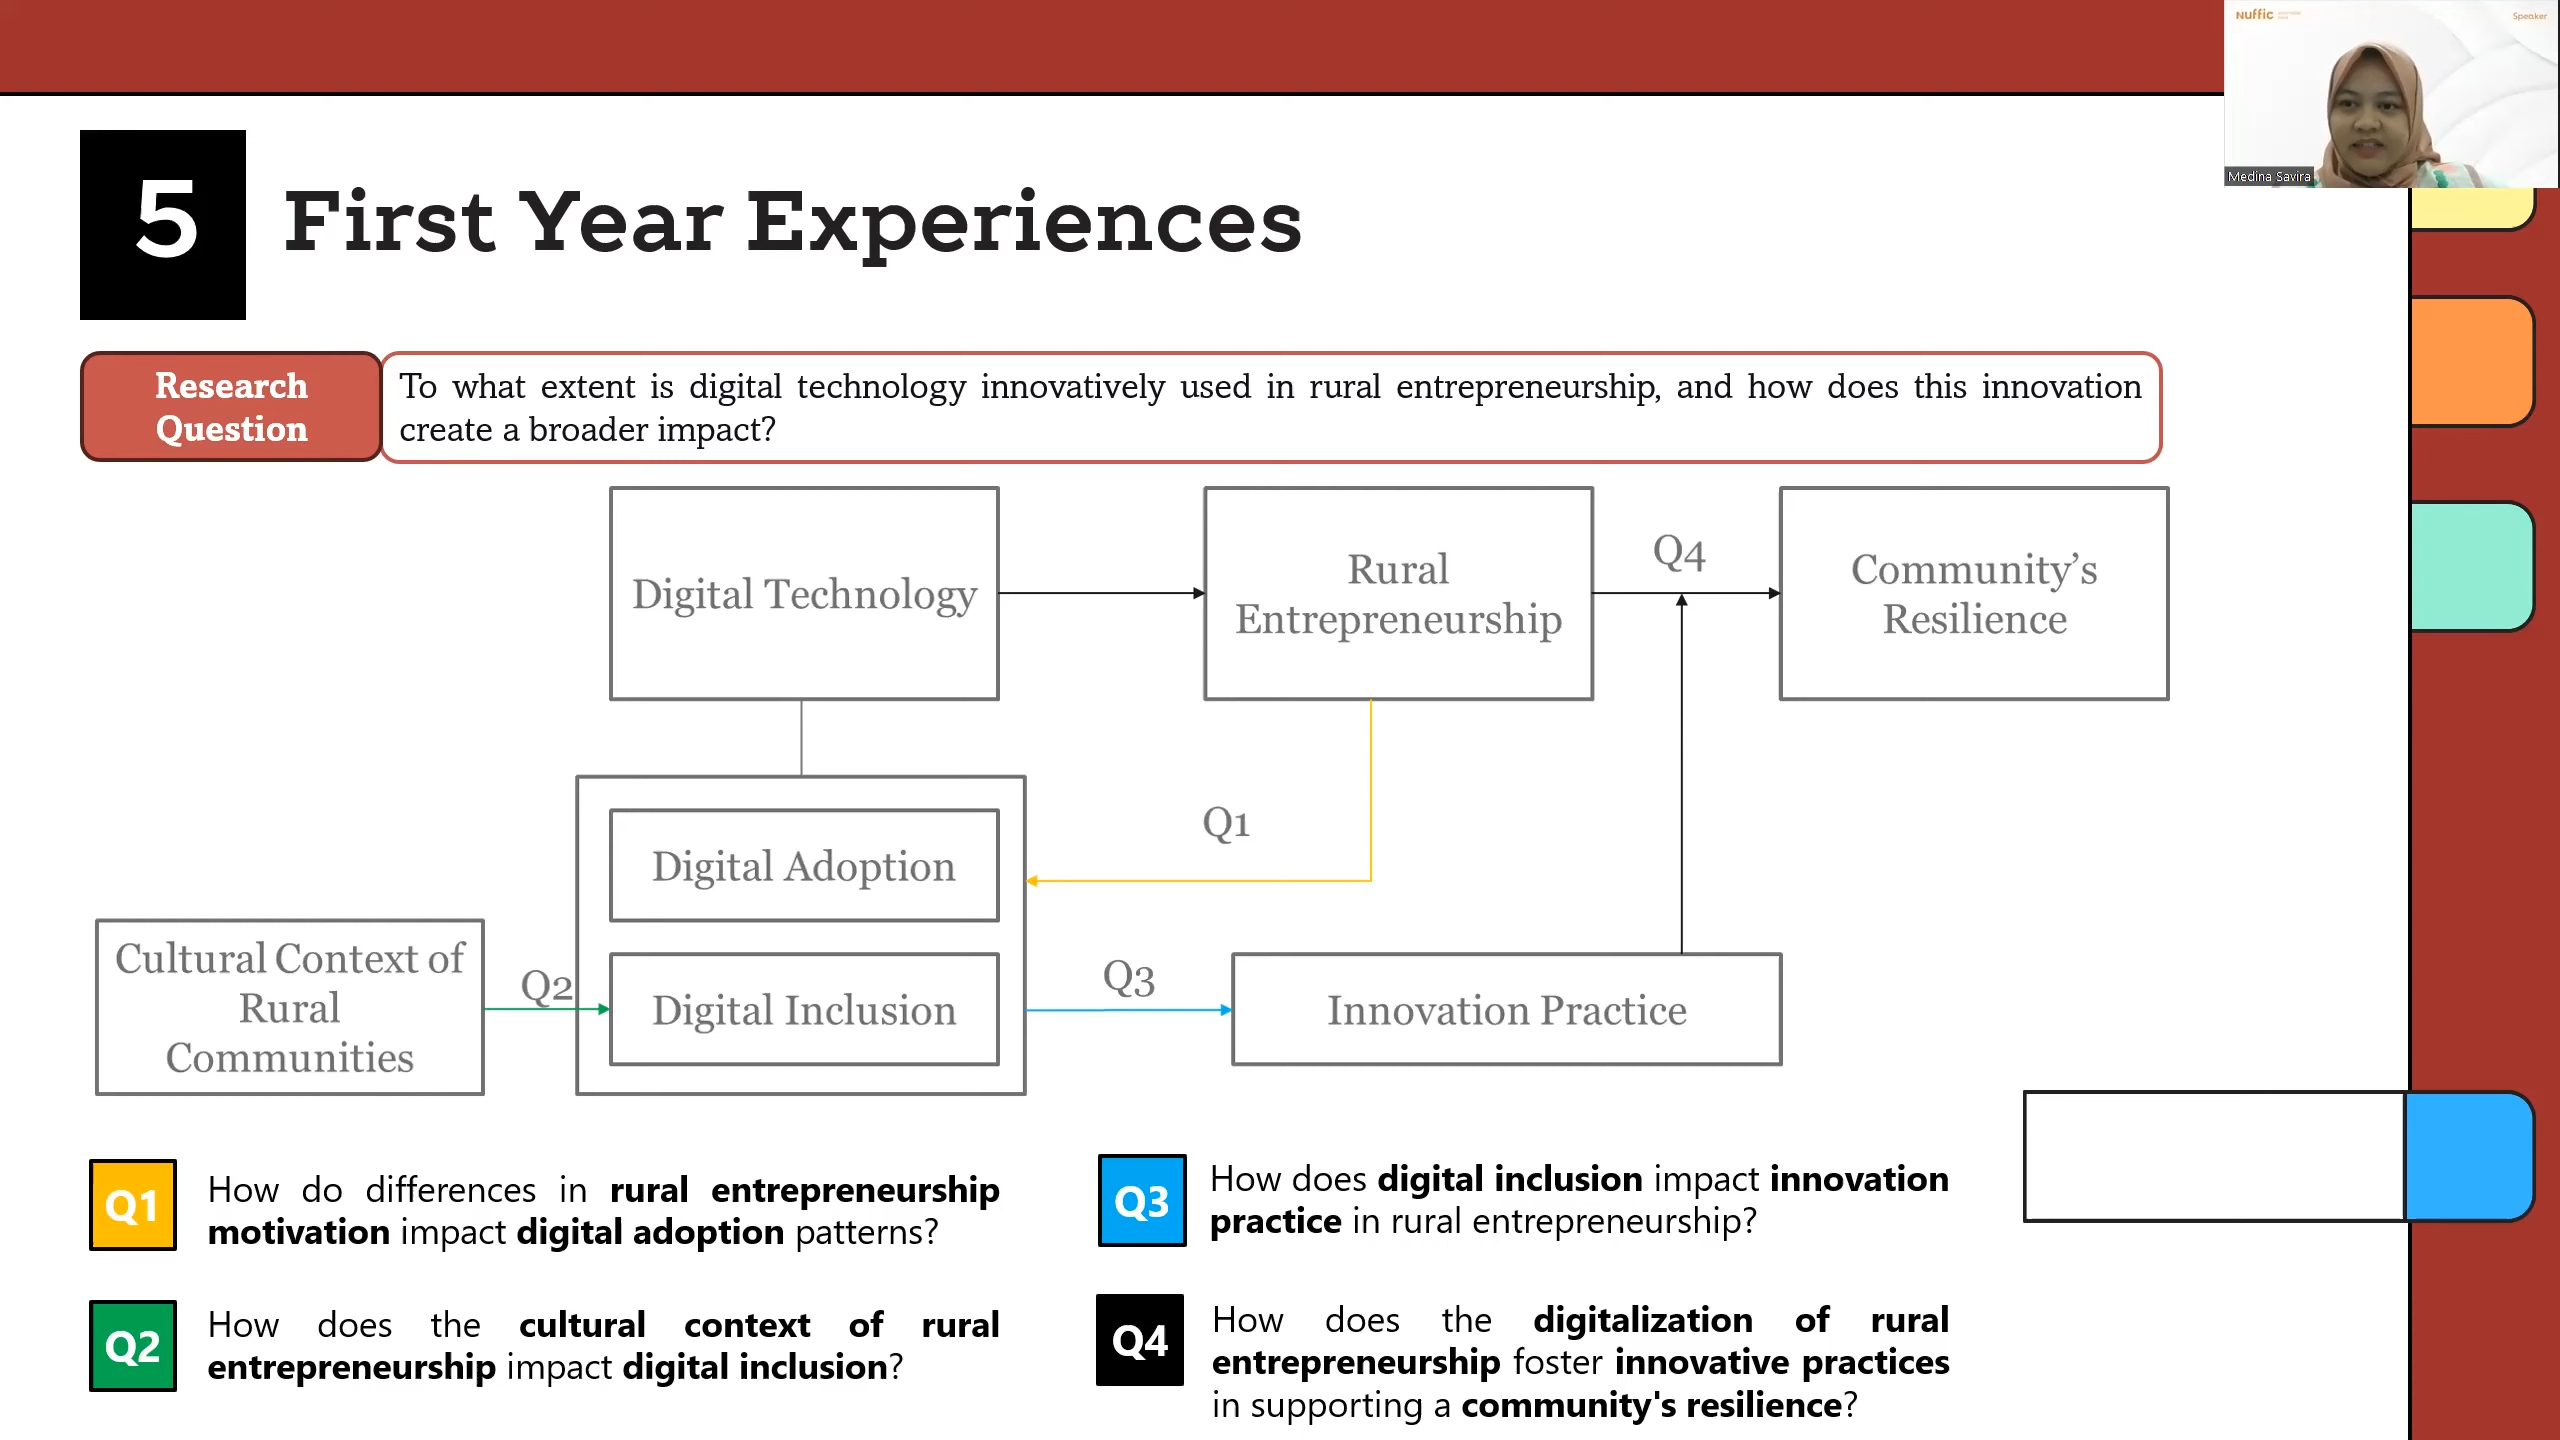 Nuffic
Speaker
Medina Savira
5
First Year Experiences
Research
Question
To what extent is digital technology innovatively used in rural entrepreneurship, and how does this innovation
create a broader impact?
Digital Technology
Rural
Entrepreneurship
Q4
Community’s
Resilience
Q1
Digital Adoption
Cultural Context of
Rural
Communities
Q2
Digital Inclusion
Q3
Innovation Practice
Q1
How do differences in rural entrepreneurship
motivation impact digital adoption patterns?
Q2
How does the cultural context of rural
entrepreneurship impact digital inclusion?
Q3
How does digital inclusion impact innovation
practice in rural entrepreneurship?
Q4
How does the digitalization of rural
entrepreneurship foster innovative practices
in supporting a community's resilience?